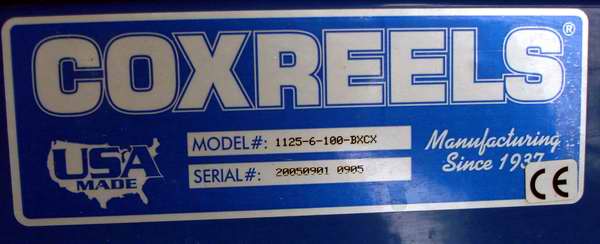 COXREELS®
MODEL#: 1125-6-100-BXCX
USA
MADE
SERIAL#: 20050901 0905
Manufacturing
Since 1937
CE